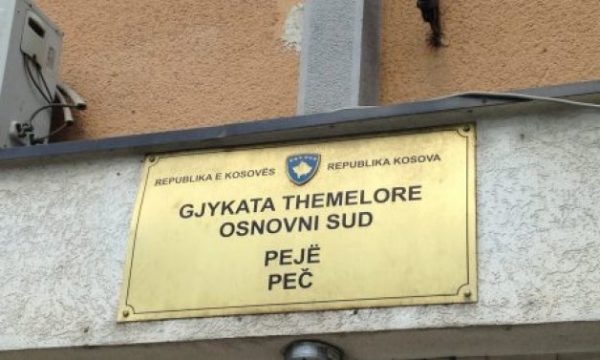 REPUBLIKA E KOSOVËS REPUBLIKA KOSOVA
GJYKATA THEMELORE
OSNOVNI SUD
PEJË
PEČ